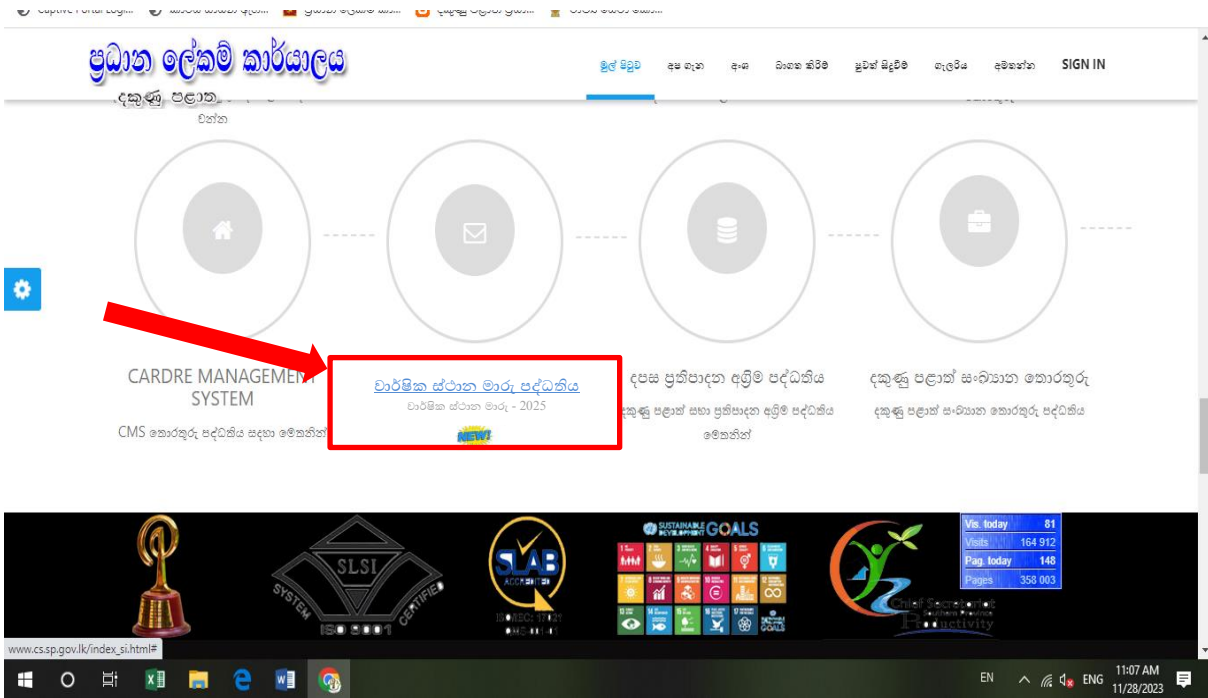 ප්‍රධාන ලේකම් කාර්යාලය
දකුණු පළාත
මුල් පිටුව අප ගැන අංශ බාගත කිරීම් පුවත් සිදුවීම් ගැලරිය අමතන්න SIGN IN
වන්න
CARDRE MANAGEMENT
SYSTEM
CMS තොරතුරු පද්ධතිය සඳහා මෙතනින්
වාර්ෂික ස්ථාන මාරු පද්ධතිය
වාර්ෂික ස්ථාන මාරු - 2025
NEW!
දපස ප්‍රතිපාදන අග්‍රිම පද්ධතිය
දකුණු පළාත් සභා ප්‍රතිපාදන අග්‍රිම පද්ධතිය
මෙතනින්
දකුණු පළාත් සංඛ්‍යාන තොරතුරු
දකුණු පළාත් සංඛ්‍යාන තොරතුරු පද්ධතිය
SLSI
SYSTEM CERTIFIED
ISO 9001
SLAB
ACCREDITED
SUSTAINABLE
DEVELOPMENT GOALS
Chief Secretariat
Southern Province
Productivity
Vis. today 81
Visits 164 912
Pag. today 148
Pages 358 003
www.cs.sp.gov.lk/index_si.html#
EN ENG 11:07 AM
11/28/2023